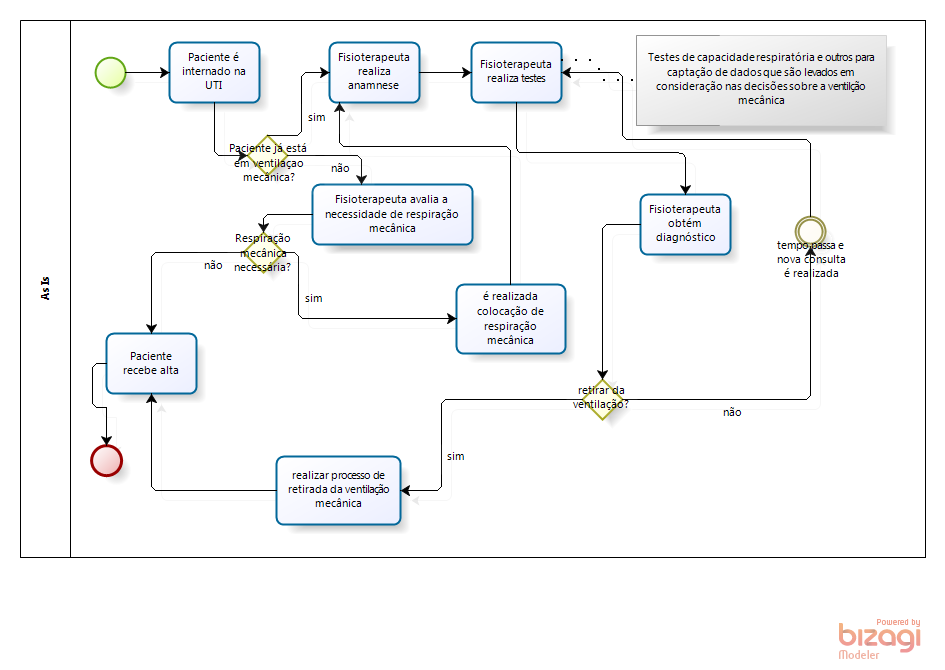 As Is
Paciente é
internado na
UTI
Fisioterapeuta
realiza
anamnese
Fisioterapeuta
realiza testes
Testes de capacidade respiratória e outros para
captação de dados que são levados em
consideração nas decisões sobre a ventilção
mecânica
sim
Paciente já está
em ventilaçao
mecânica?
não
Fisioterapeuta avalia a
necessidade de respiração
mecânica
Fisioterapeuta
obtém
diagnóstico
Respiração
mecânica
necessária?
não
sim
tempo passa e
nova consulta
é realizada
é realizada
colocação de
respiração
mecânica
Paciente
recebe alta
retirar da
ventilação?
não
sim
realizar processo de
retirada da ventilação
mecânica
Powered by
bizagi
Modeler